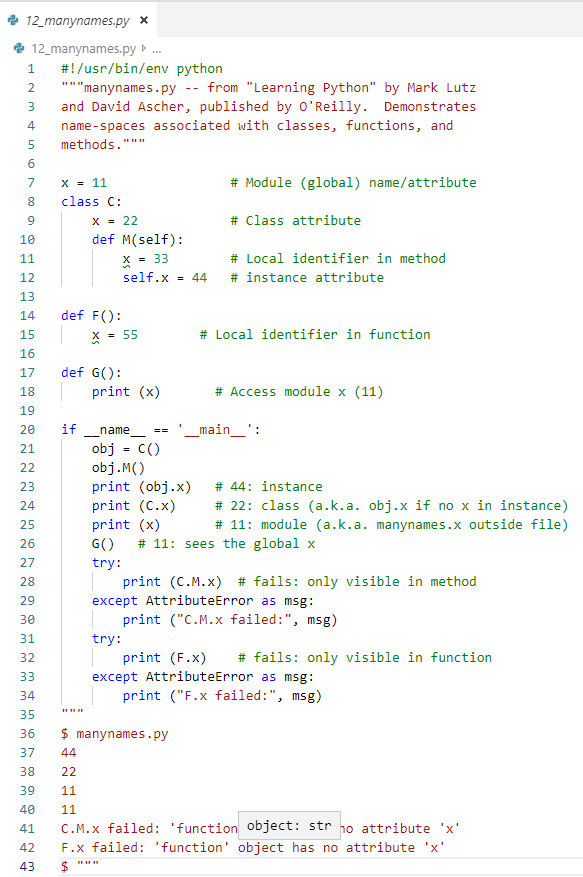 12_manynames.py ×
12_manynames.py ...
1 #!/usr/bin/env python
2 """manynames.py -- from "Learning Python" by Mark Lutz
3 and David Ascher, published by O'Reilly.  Demonstrates
4 name-spaces associated with classes, functions, and
5 methods."""
6
7 x = 11                # Module (global) name/attribute
8 class C:
9     x = 22            # Class attribute
10     def M(self):
11         x = 33        # Local identifier in method
12         self.x = 44   # instance attribute
13
14 def F():
15     x = 55        # Local identifier in function
16
17 def G():
18     print (x)       # Access module x (11)
19
20 if __name__ == '__main__':
21     obj = C()
22     obj.M()
23     print (obj.x)   # 44: instance
24     print (C.x)     # 22: class (a.k.a. obj.x if no x in instance)
25     print (x)       # 11: module (a.k.a. manynames.x outside file)
26     G()   # 11: sees the global x
27     try:
28         print (C.M.x)  # fails: only visible in method
29     except AttributeError as msg:
30         print ("C.M.x failed:", msg)
31     try:
32         print (F.x)    # fails: only visible in function
33     except AttributeError as msg:
34         print ("F.x failed:", msg)
35 """
36 $ manynames.py
37 44
38 22
39 11
40 11
object: str
41 C.M.x failed: 'function no attribute 'x'
42 F.x failed: 'function' object has no attribute 'x'
43 $ """